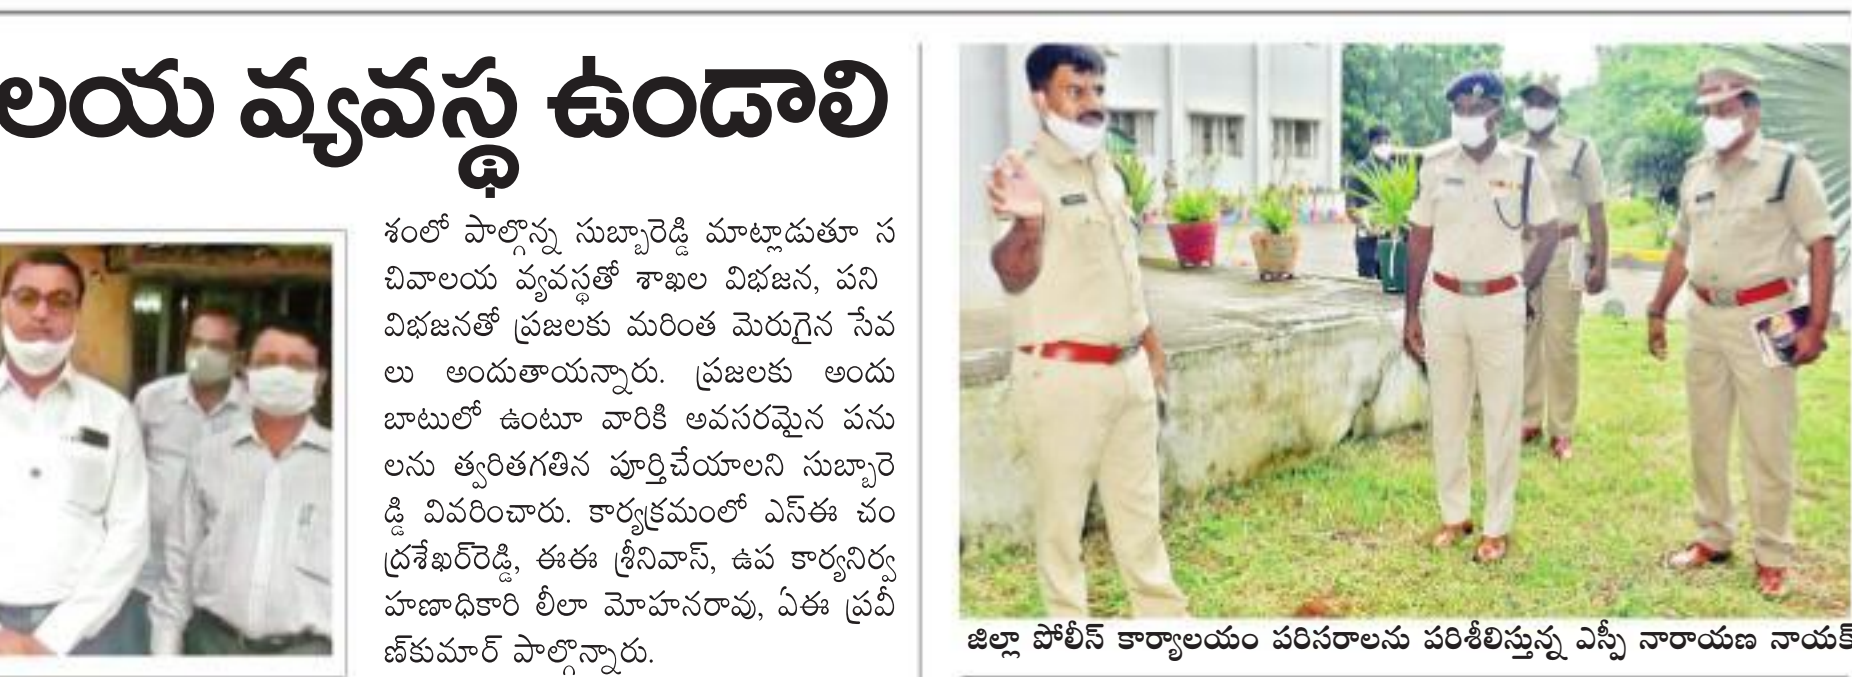 లయ వ్యవస్థ ఉండాలి
శంలో పాల్గొన్న సుబ్బారెడ్డి మాట్లాడుతూ స
చివాలయ వ్యవస్థతో శాఖల విభజన, పని
విభజనతో ప్రజలకు మరింత మెరుగైన సేవ
లు అందుతాయన్నారు. ప్రజలకు అందు
బాటులో ఉంటూ వారికి అవసరమైన పను
లను త్వరితగతిన పూర్తిచేయాలని సుబ్బారె
డ్డి వివరించారు. కార్యక్రమంలో ఎస్ఈ చం
ద్రశేఖర్‌రెడ్డి, ఈఈ శ్రీనివాస్, ఉప కార్యనిర్వ
హణాధికారి లీలా మోహనరావు, ఏఈ ప్రవీ
ణ్‌కుమార్ పాల్గొన్నారు.
జిల్లా పోలీస్ కార్యాలయం పరిసరాలను పరిశీలిస్తున్న ఎస్పీ నారాయణ నాయక్